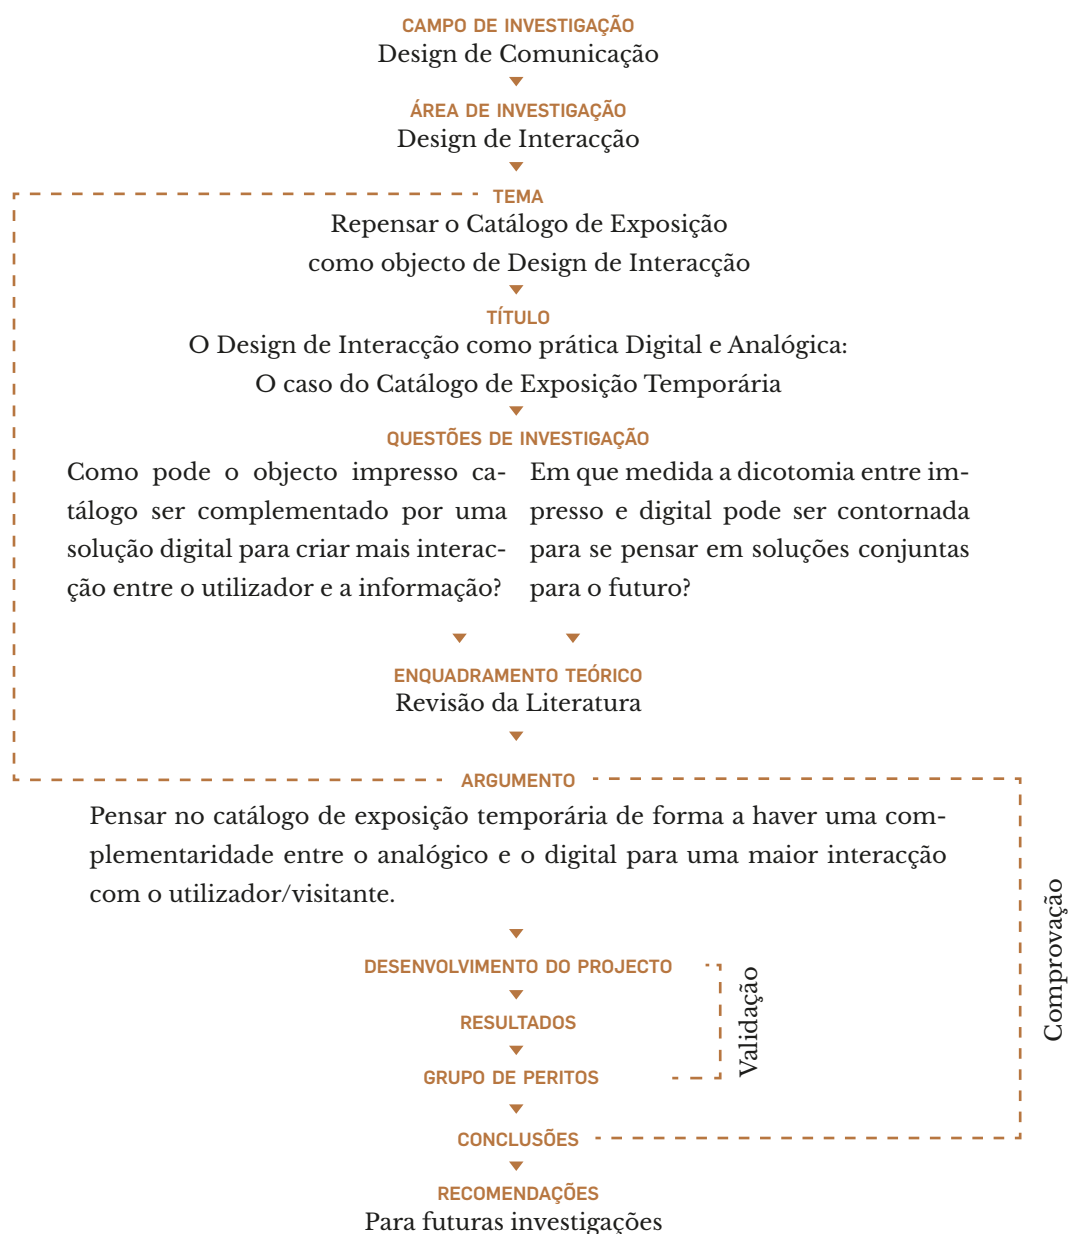 CAMPO DE INVESTIGAÇÃO
Design de Comunicação
ÁREA DE INVESTIGAÇÃO
Design de Interacção
TEMA
Repensar o Catálogo de Exposição
como objecto de Design de Interacção
TÍTULO
O Design de Interacção como prática Digital e Analógica:
O caso do Catálogo de Exposição Temporária
QUESTÕES DE INVESTIGAÇÃO
Como pode o objecto impresso ca-
tálogo ser complementado por uma
solução digital para criar mais interac-
ção entre o utilizador e a informação?
Em que medida a dicotomia entre im-
presso e digital pode ser contornada
para se pensar em soluções conjuntas
para o futuro?
ENQUADRAMENTO TEÓRICO
Revisão da Literatura
ARGUMENTO
Pensar no catálogo de exposição temporária de forma a haver uma com-
plementaridade entre o analógico e o digital para uma maior interacção
com o utilizador/visitante.
DESENVOLVIMENTO DO PROJECTO
RESULTADOS
GRUPO DE PERITOS
Validação
Comprovação
CONCLUSÕES
RECOMENDAÇÕES
Para futuras investigações